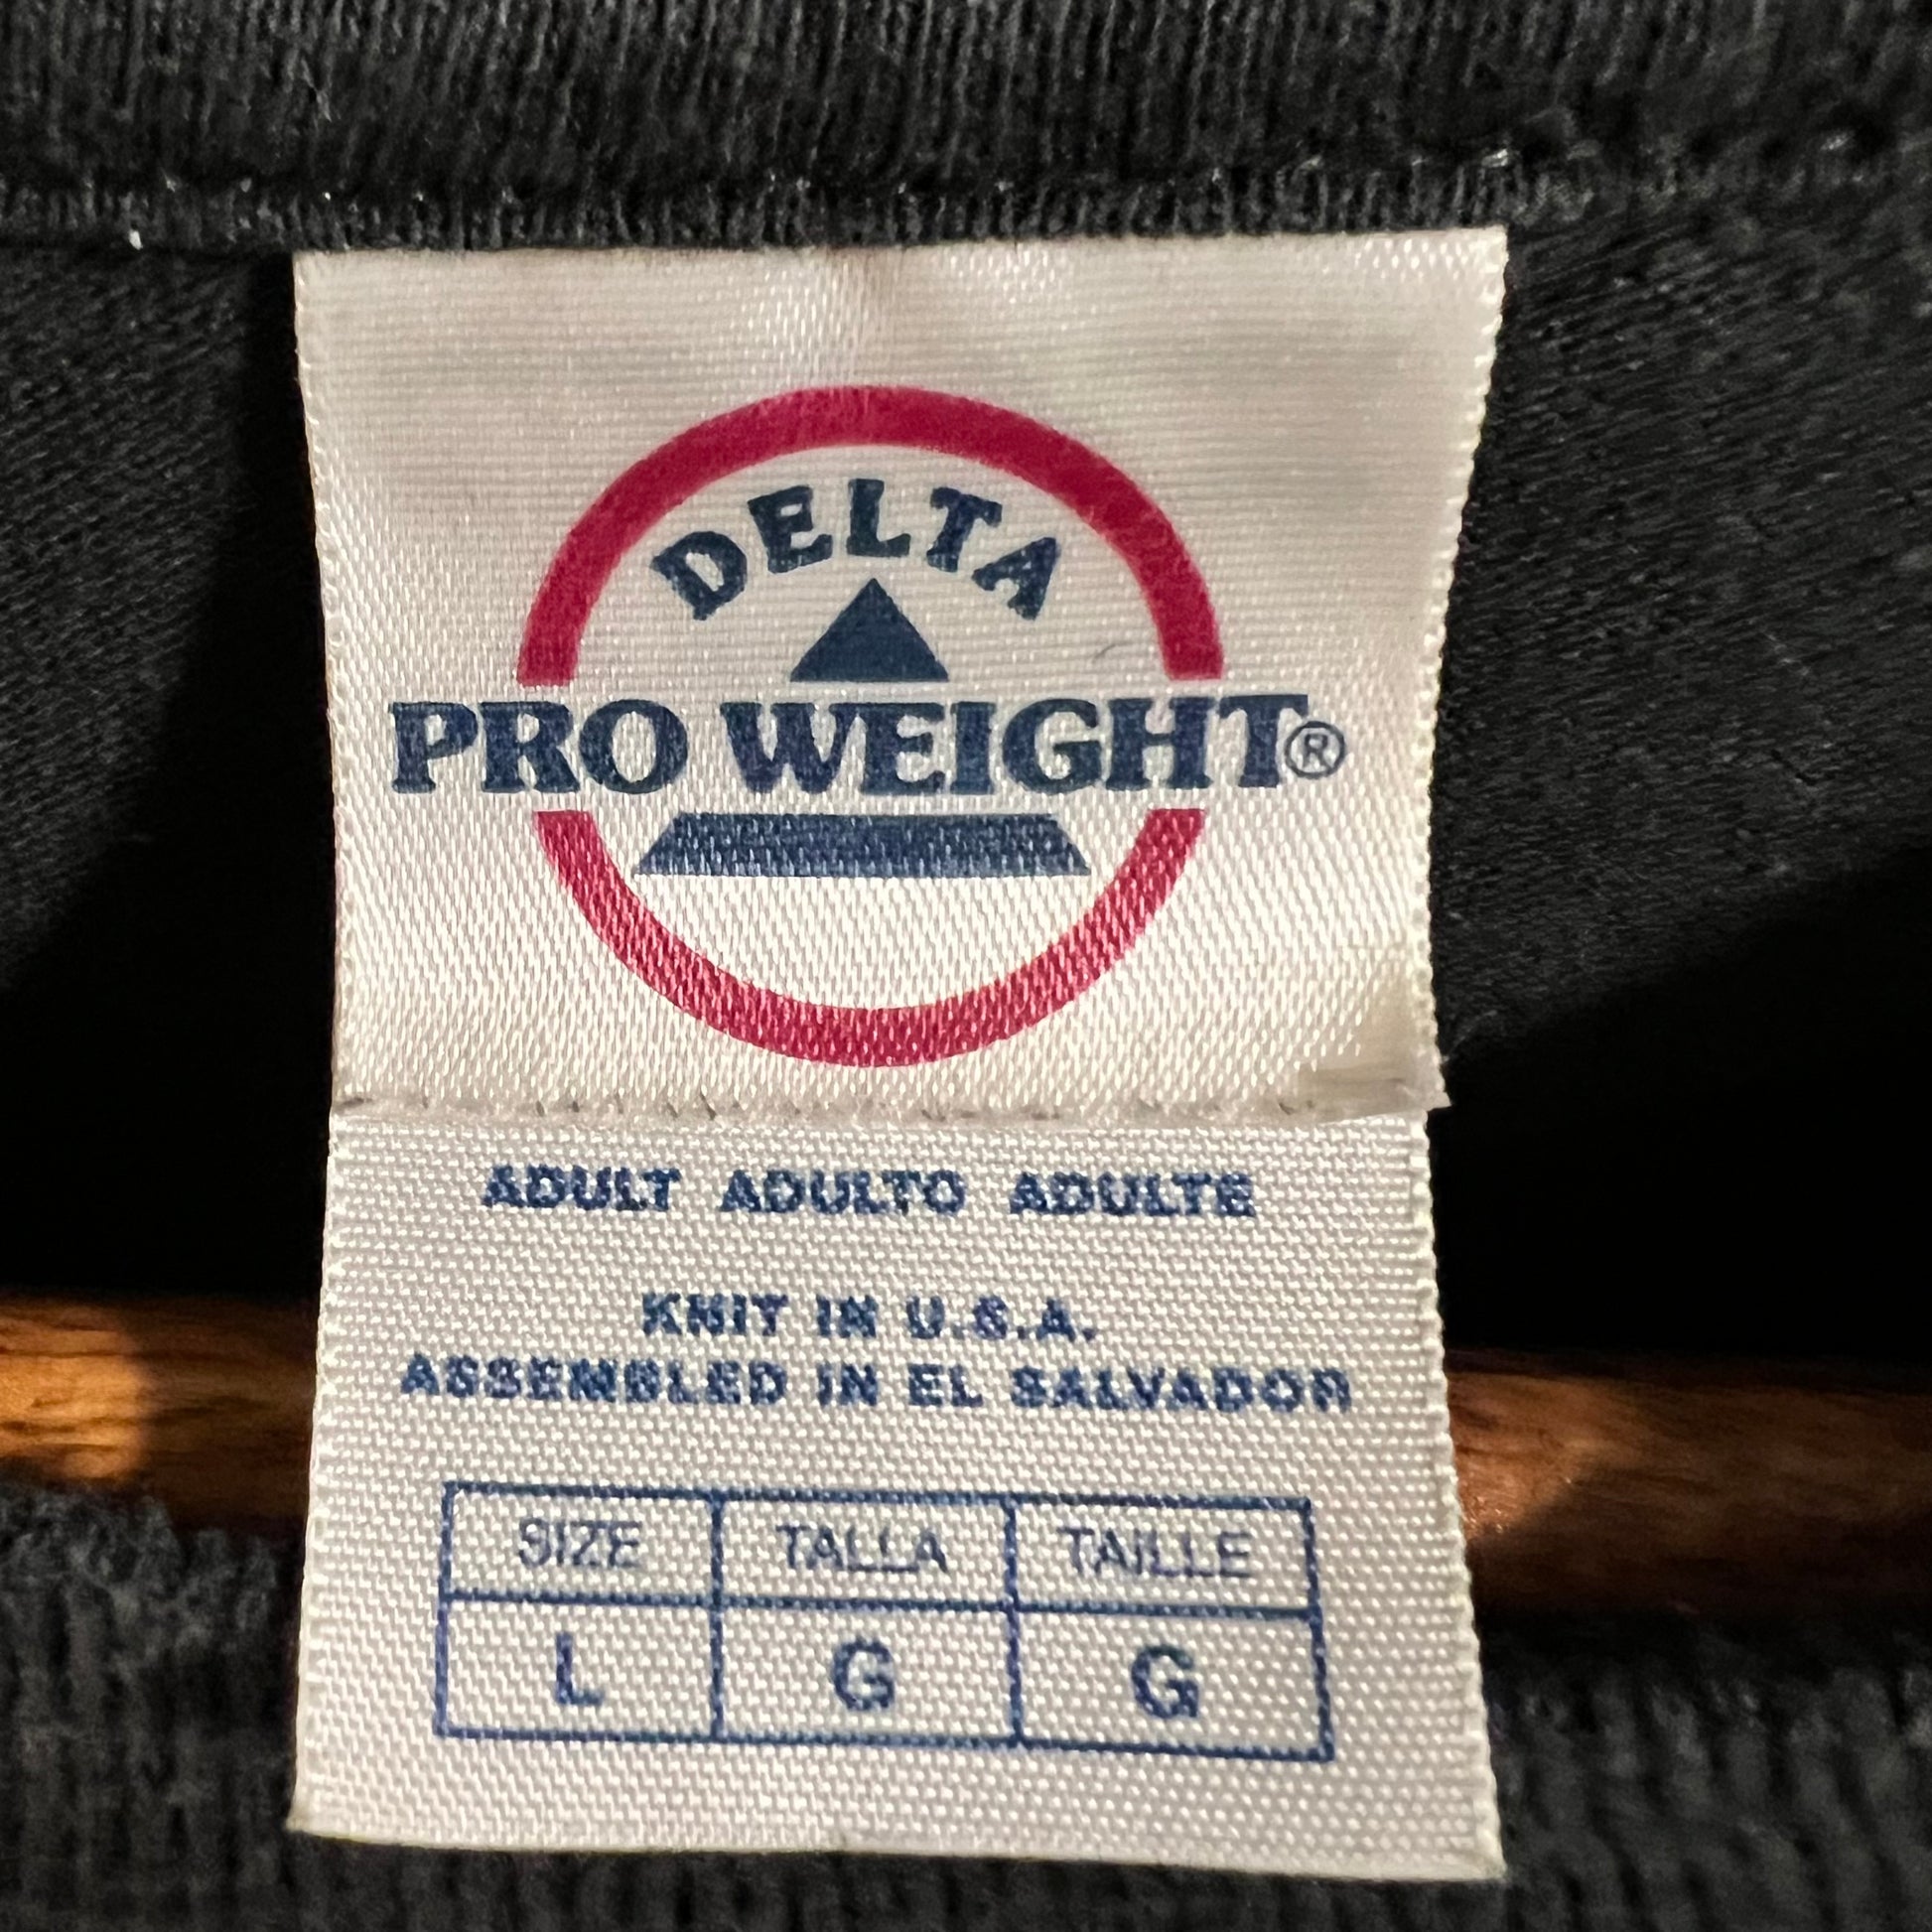 DELTA
PRO WEIGHT®
ADULT ADULTO ADULTE
KNIT IN U.S.A.
ASSEMBLED IN EL SALVADOR
SIZE TALLA TAILLE
L G G